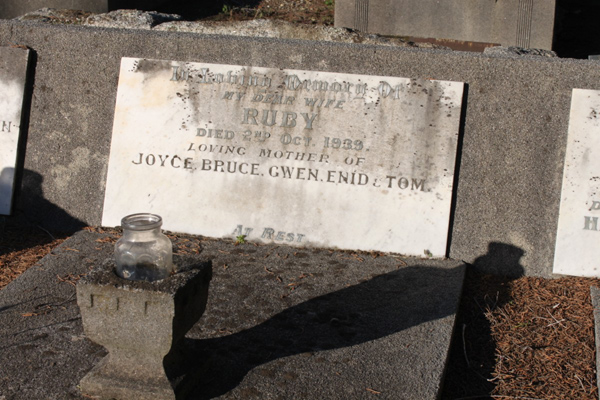 In Loving Memory Of
MY DEAR WIFE
RUBY
DIED 2ND OCT. 1939.
LOVING MOTHER OF
JOYCE, BRUCE, GWEN, ENID & TOM.
AT REST